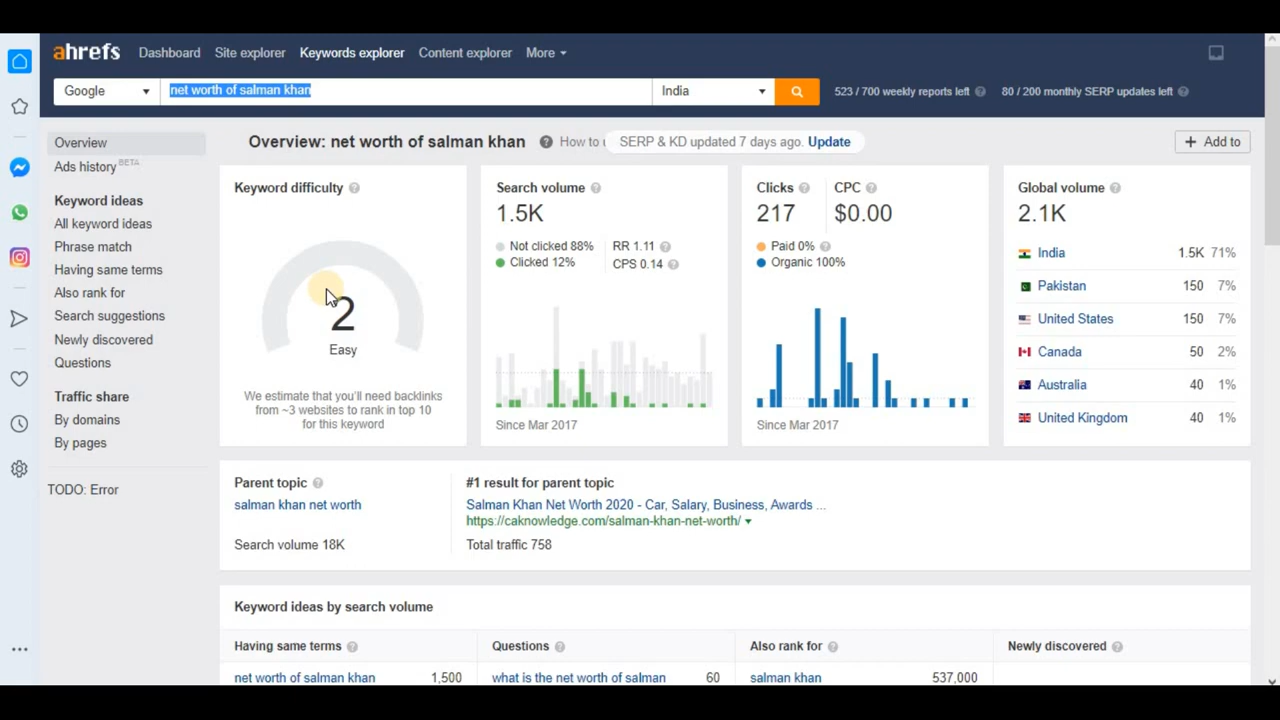 ahrefs Dashboard Site explorer Keywords explorer Content explorer More
Google net worth of salman khan India 523 / 700 weekly reports left 80 / 200 monthly SERP updates left
Overview
Ads history BETA
Keyword ideas
All keyword ideas
Phrase match
Having same terms
Also rank for
Search suggestions
Newly discovered
Questions
Traffic share
By domains
By pages
TODO: Error
Overview: net worth of salman khan How to SERP & KD updated 7 days ago. Update + Add to
Keyword difficulty
2
Easy
We estimate that you'll need backlinks
from ~3 websites to rank in top 10
for this keyword
Search volume
1.5K
Not clicked 88% RR 1.11
Clicked 12% CPS 0.14
Since Mar 2017
Clicks CPC
217 $0.00
Paid 0%
Organic 100%
Since Mar 2017
Global volume
2.1K
India 1.5K 71%
Pakistan 150 7%
United States 150 7%
Canada 50 2%
Australia 40 1%
United Kingdom 40 1%
Parent topic
salman khan net worth
Search volume 18K
#1 result for parent topic
Salman Khan Net Worth 2020 - Car, Salary, Business, Awards ...
https://caknowledge.com/salman-khan-net-worth/
Total traffic 758
Keyword ideas by search volume
Having same terms Questions Also rank for Newly discovered
net worth of salman khan 1,500 what is the net worth of salman 60 salman khan 537,000